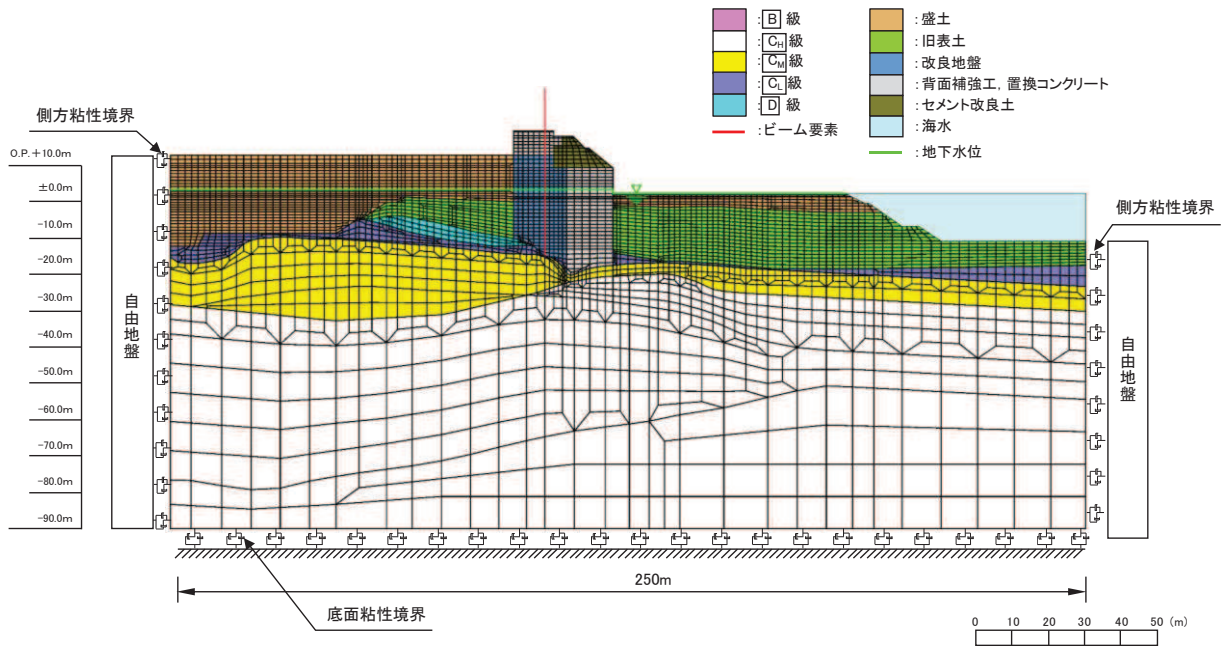 :B 級
:CH級
:CM級
:CL級
:D 級
:ビーム要素
:盛土
:旧表土
:改良地盤
:背面補強工, 置換コンクリート
:セメント改良土
:海水
:地下水位
側方粘性境界
O.P.+10.0m
±0.0m
-10.0m
-20.0m
-30.0m
-40.0m
-50.0m
-60.0m
-70.0m
-80.0m
-90.0m
自由地盤
側方粘性境界
自由地盤
250m
底面粘性境界
0 10 20 30 40 50 (m)